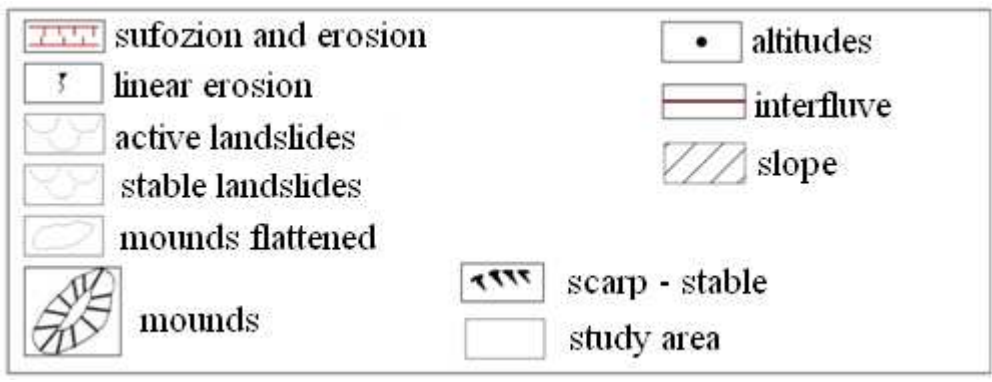 sufozion and erosion
linear erosion
active landslides
stable landslides
mounds flattened
mounds
scarp - stable
study area
altitudes
interfluve
slope